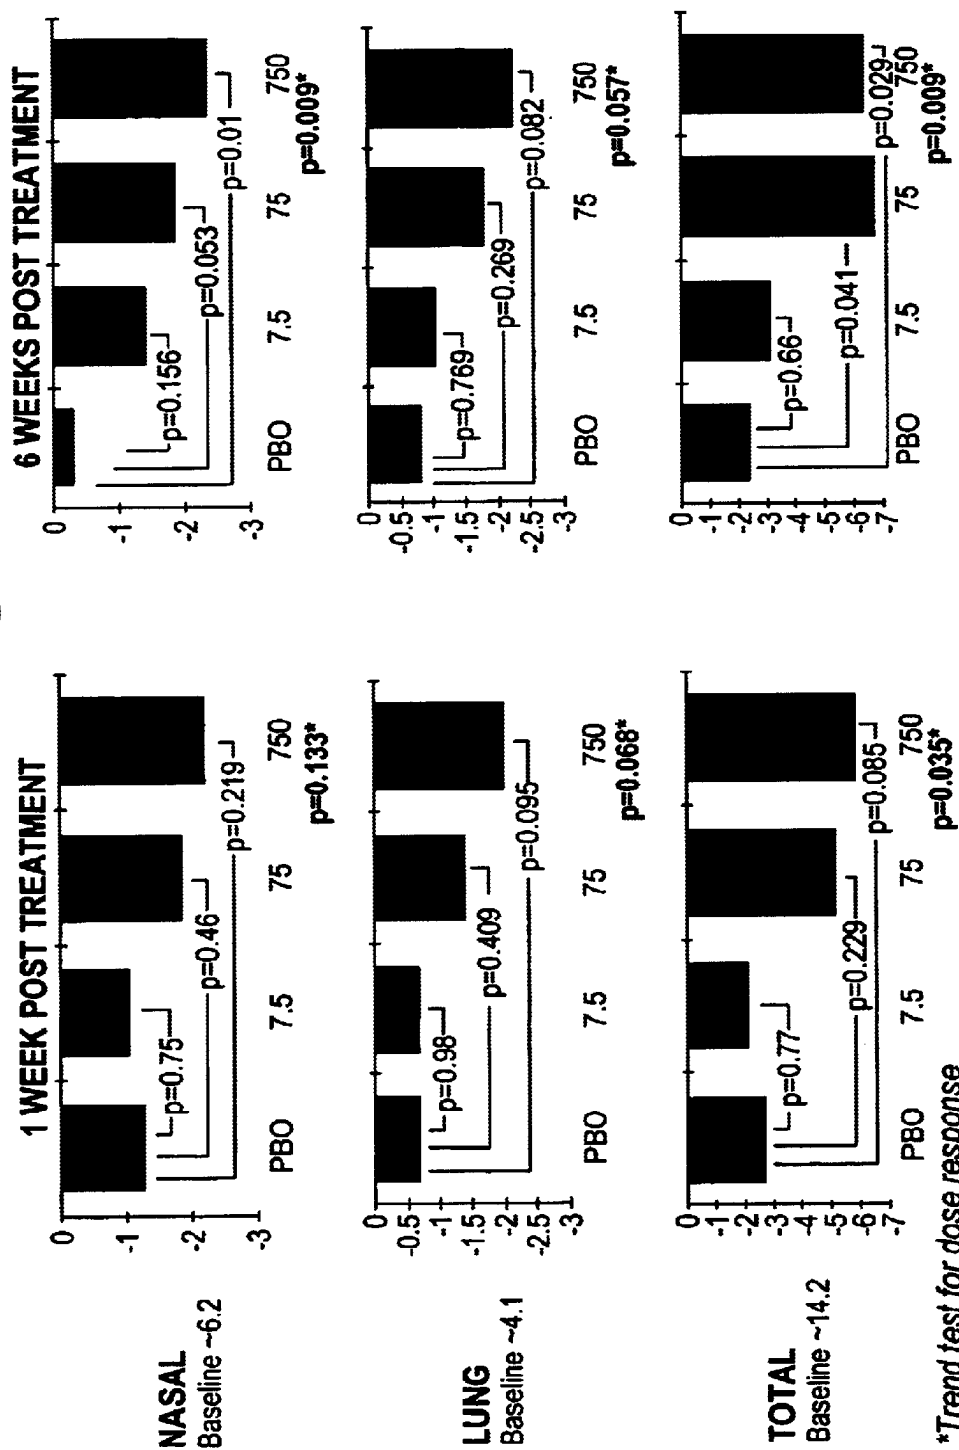 1 WEEK POST TREATMENT
6 WEEKS POST TREATMENT
NASAL
Baseline ~6.2
0
-1
-2
-3
p=0.75
p=0.46
p=0.219
PBO
7.5
75
750
p=0.133*
0
-1
-2
-3
p=0.156
p=0.053
p=0.01
PBO
7.5
75
750
p=0.009*
LUNG
Baseline ~4.1
0
-0.5
-1
-1.5
-2
-2.5
-3
p=0.98
p=0.409
p=0.095
PBO
7.5
75
750
p=0.068*
0
-0.5
-1
-1.5
-2
-2.5
-3
p=0.769
p=0.269
p=0.082
PBO
7.5
75
750
p=0.057*
TOTAL
Baseline ~14.2
0
-1
-2
-3
-4
-5
-6
-7
p=0.77
p=0.229
p=0.085
PBO
7.5
75
750
p=0.035*
0
-1
-2
-3
-4
-5
-6
-7
p=0.66
p=0.041
p=0.029
PBO
7.5
75
750
p=0.009*
*Trend test for dose response